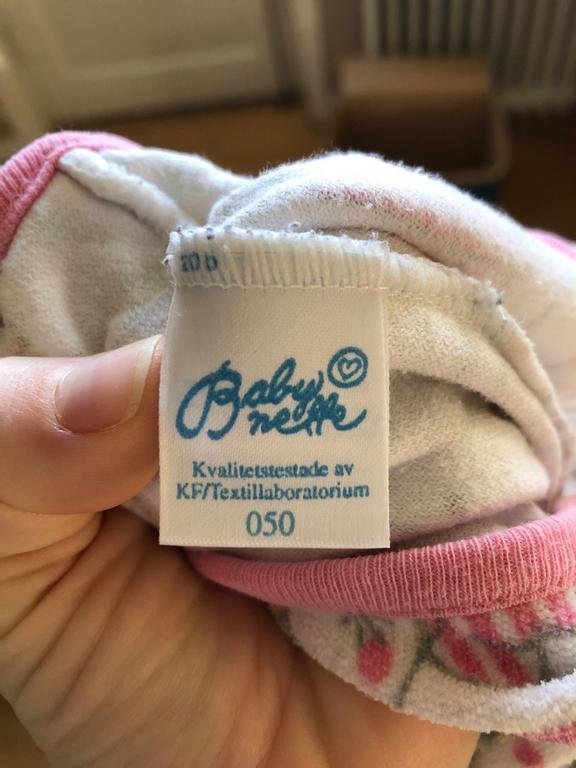 Baby
nette
Kvalitetstestade av
KF/Textillaboratorium
050